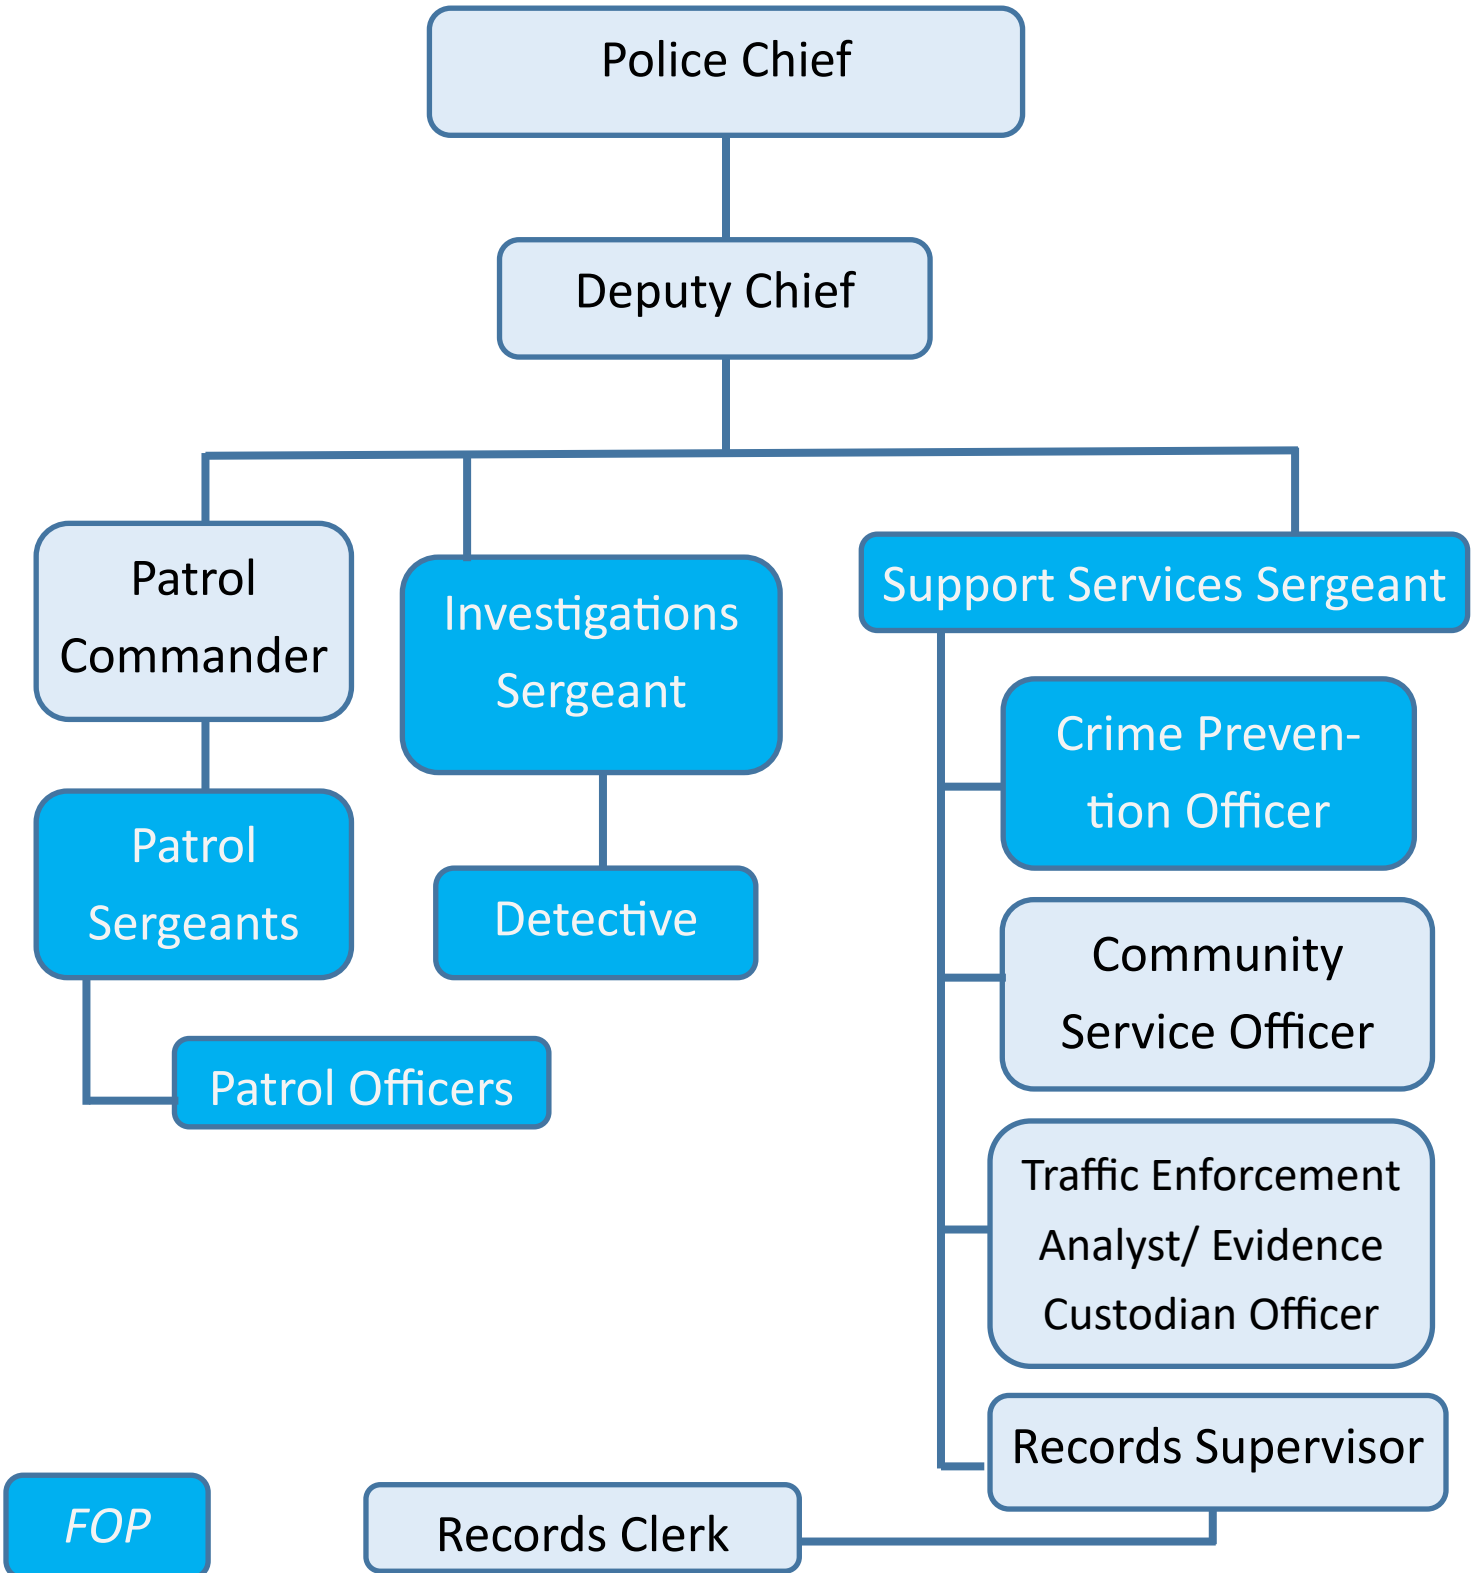 Police Chief
Deputy Chief
Patrol
Commander
Investigations
Sergeant
Support Services Sergeant
Patrol
Sergeants
Detective
Patrol Officers
Crime Preven-
tion Officer
Community
Service Officer
Traffic Enforcement
Analyst/ Evidence
Custodian Officer
Records Supervisor
Records Clerk
FOP